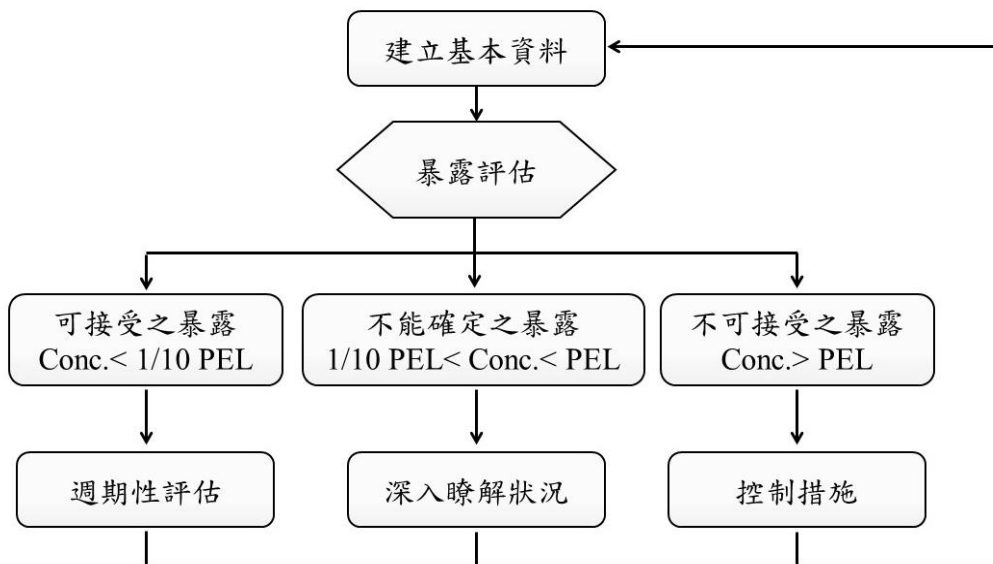 建立基本資料
暴露評估
可接受之暴露
Conc.< 1/10 PEL
不能確定之暴露
1/10 PEL< Conc.< PEL
不可接受之暴露
Conc.> PEL
週期性評估
深入瞭解狀況
控制措施